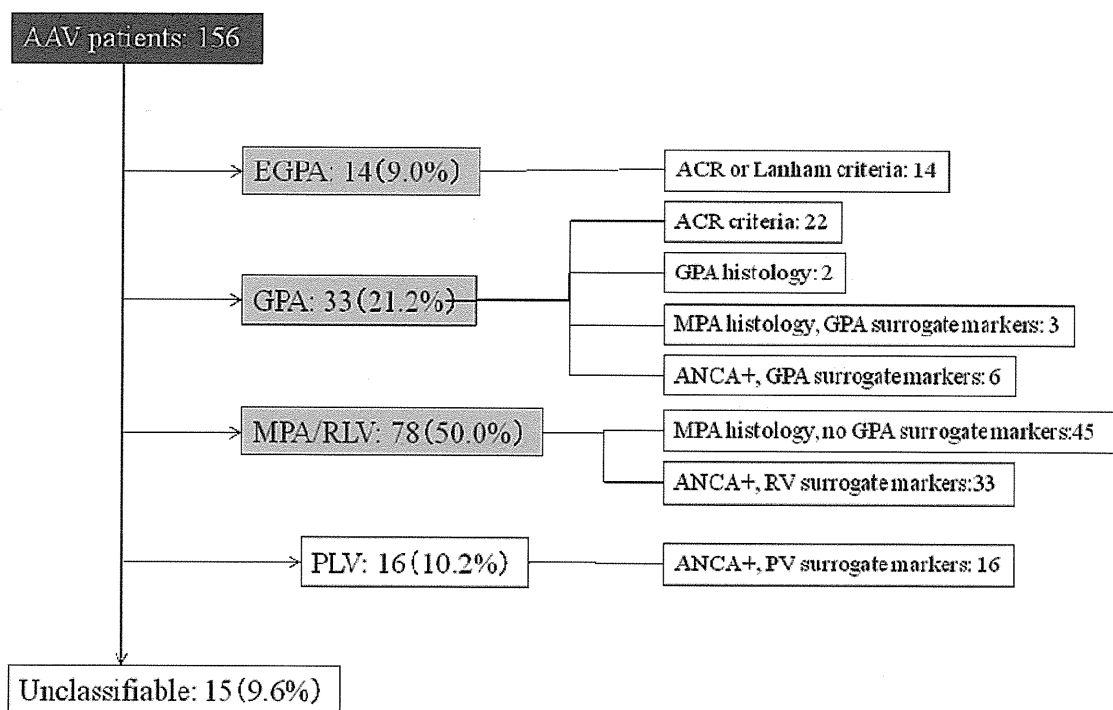 AAV patients: 156
EGPA: 14(9.0%)
ACR or Lanham criteria: 14
ACR criteria: 22
GPA histology: 2
GPA: 33(21.2%)
MPA histology, GPA surrogate markers: 3
ANCA+, GPA surrogate markers: 6
MPA/RLV: 78(50.0%)
MPA histology, no GPA surrogate markers:45
ANCA+, RV surrogate markers:33
PLV: 16(10.2%)
ANCA+, PV surrogate markers: 16
Unclassifiable: 15(9.6%)